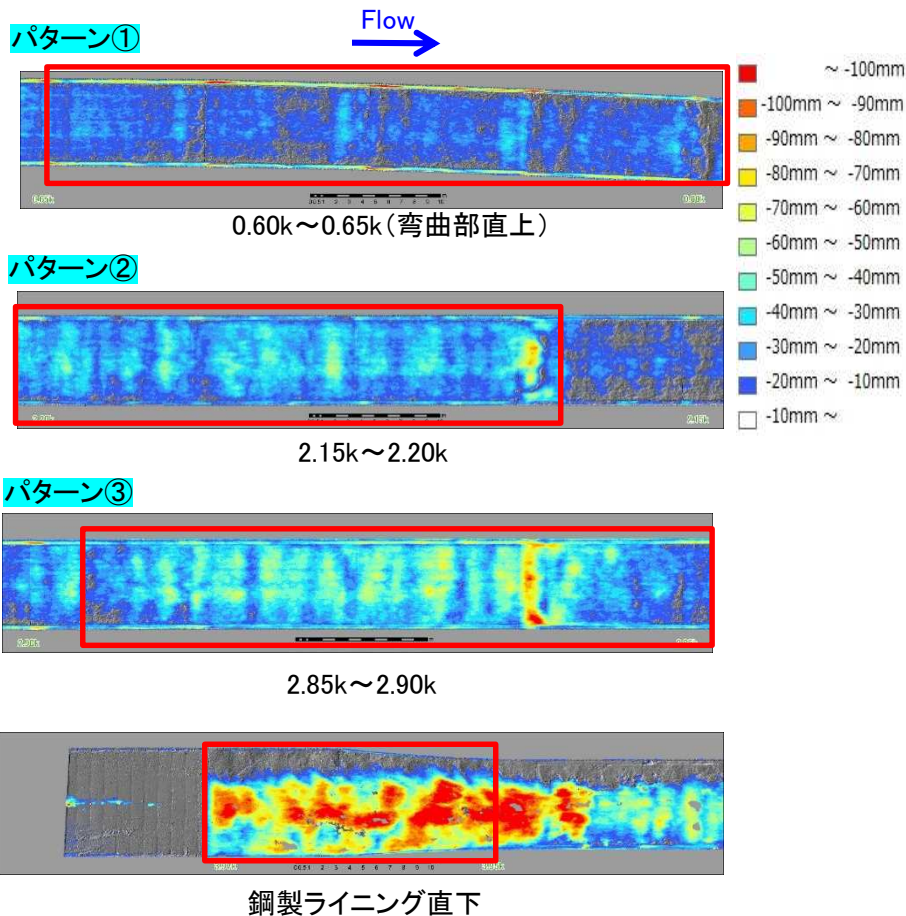 パターン①
Flow
~ -100mm
-100mm ~ -90mm
-90mm ~ -80mm
-80mm ~ -70mm
-70mm ~ -60mm
-60mm ~ -50mm
-50mm ~ -40mm
-40mm ~ -30mm
-30mm ~ -20mm
-20mm ~ -10mm
-10mm ~
0.60k~0.65k(弯曲部直上)
パターン②
2.15k~2.20k
パターン③
2.85k~2.90k
鋼製ライニング直下